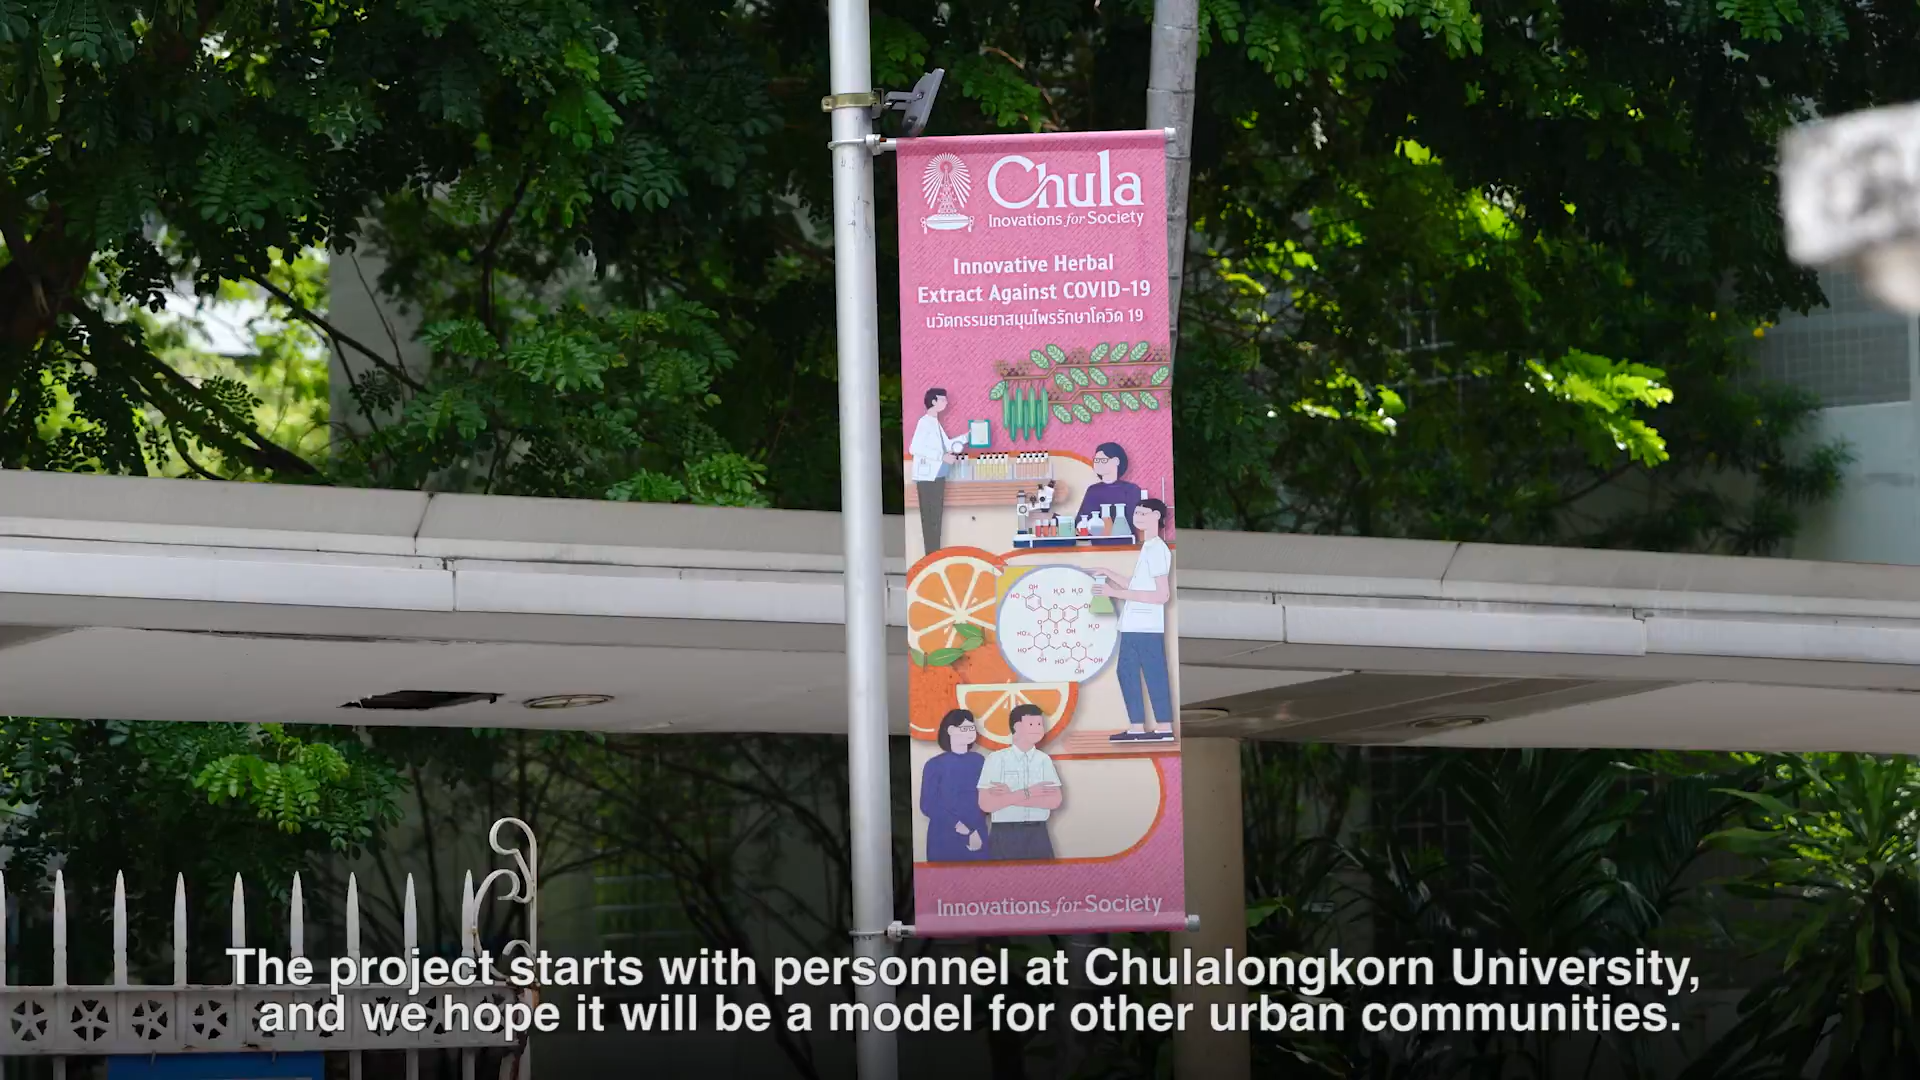 Chula
Inovations for Society
Innovative Herbal
Extract Against COVID-19
นวัตกรรมยาสมุนไพรรักษาโควิด 19
Innovations for Society
The project starts with personnel at Chulalongkorn University,
and we hope it will be a model for other urban communities.